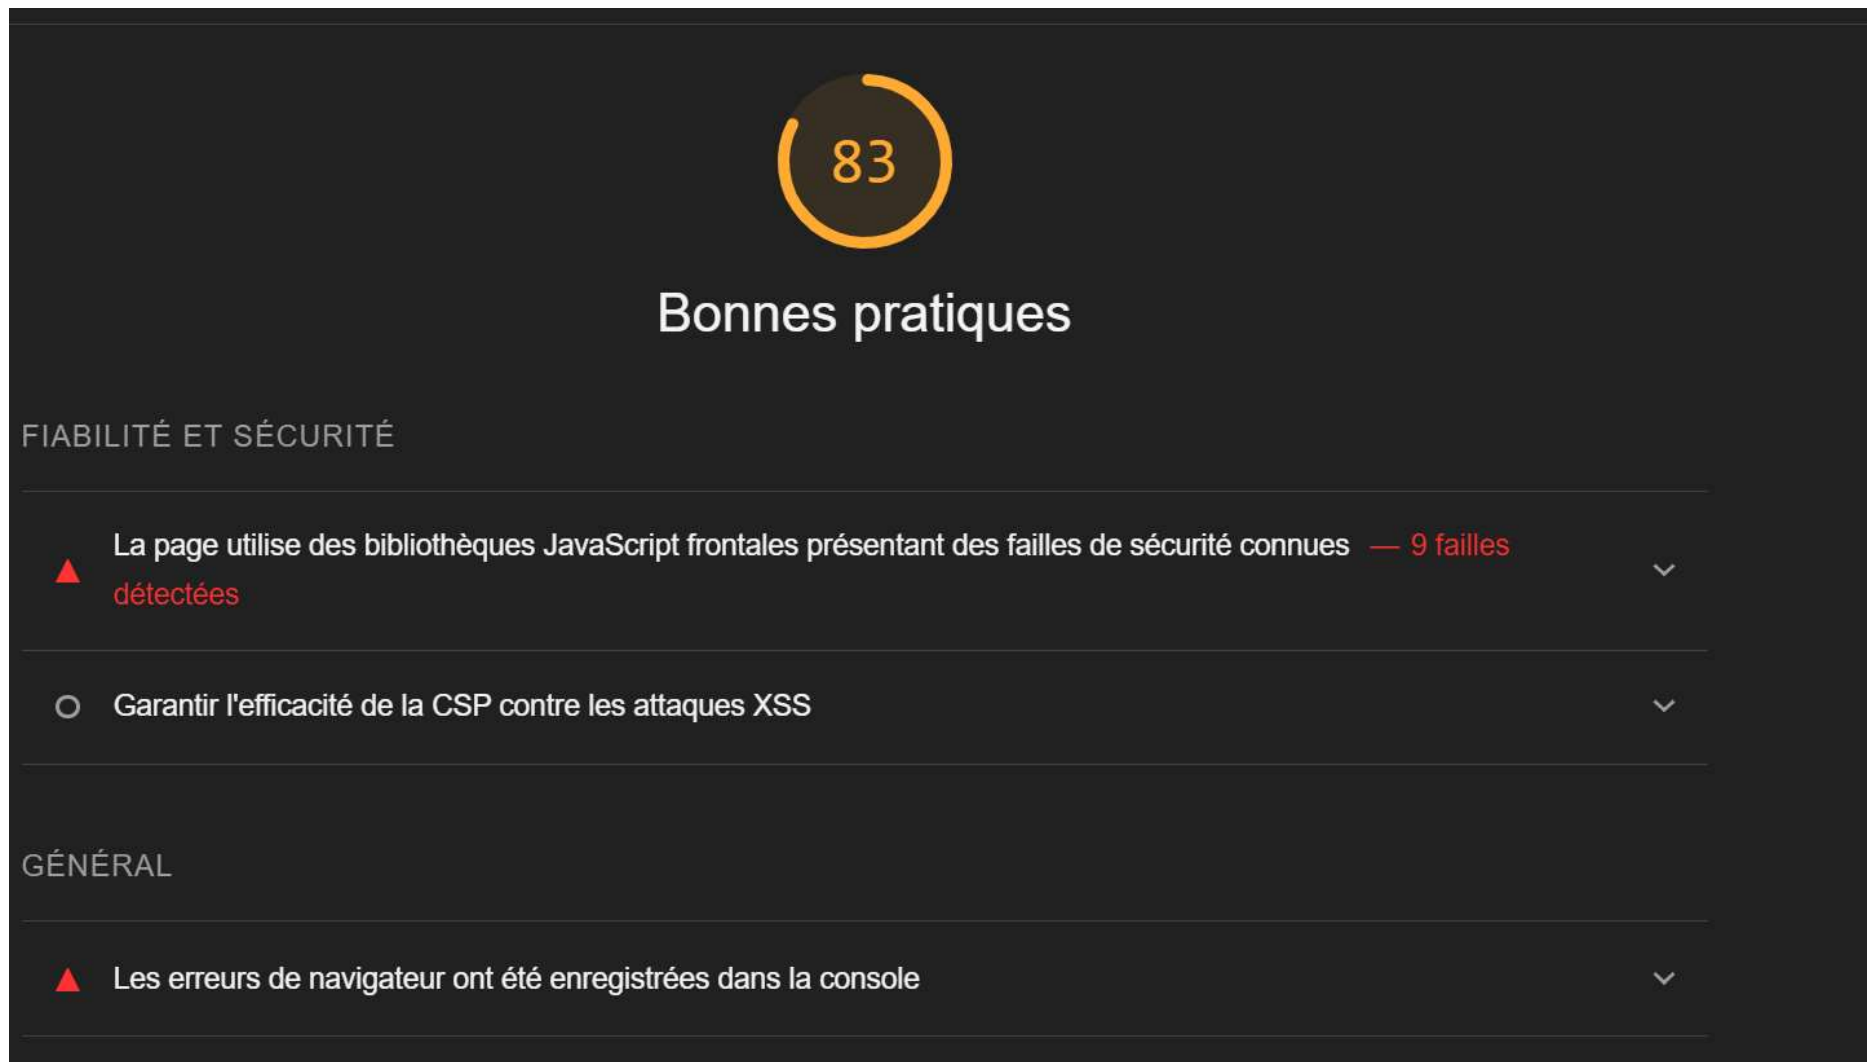 83
Bonnes pratiques
FIABILITÉ ET SÉCURITÉ
La page utilise des bibliothèques JavaScript frontales présentant des failles de sécurité connues — 9 failles
détectées
Garantir l'efficacité de la CSP contre les attaques XSS
GÉNÉRAL
Les erreurs de navigateur ont été enregistrées dans la console